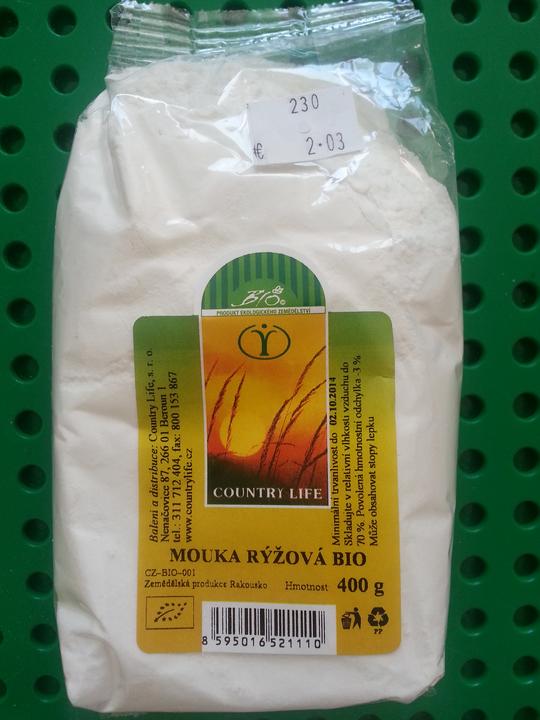 230
€ 2.03
BIO
PRODUKT EKOLOGICKÉHO ZEMĚDĚLSTVÍ
COUNTRY LIFE
Balení a distribuce: Country Life, s. r. o.
Nenačovice 87, 266 01 Beroun 1
tel.: 311 712 404, fax: 800 153 867
www.countrylife.cz
Minimální trvanlivost do 02.10.2014
Skladujte v relativní vlhkosti vzduchu do
70 %. Povolená hmotnostní odchylka -3 %
Může obsahovat stopy lepku
MOUKA RÝŽOVÁ BIO
CZ-BIO-001
Zemědělská produkce Rakousko Hmotnost 400 g
8 595016 521110
PP